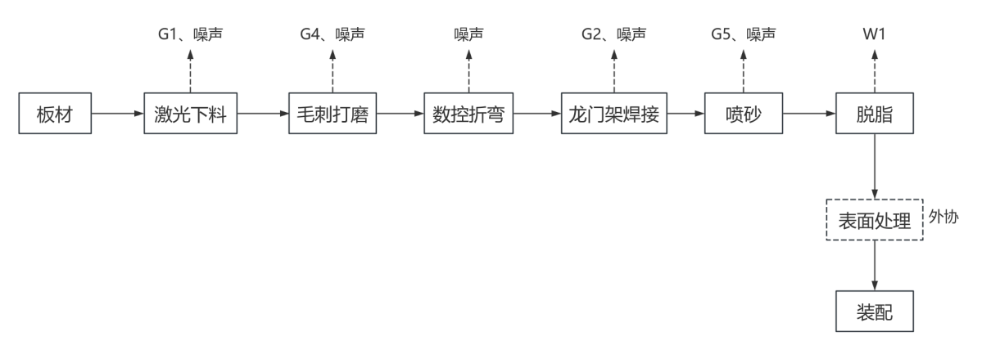 G1、噪声
G4、噪声
噪声
G2、噪声
G5、噪声
W1
板材
激光下料
毛刺打磨
数控折弯
龙门架焊接
喷砂
脱脂
表面处理
外协
装配